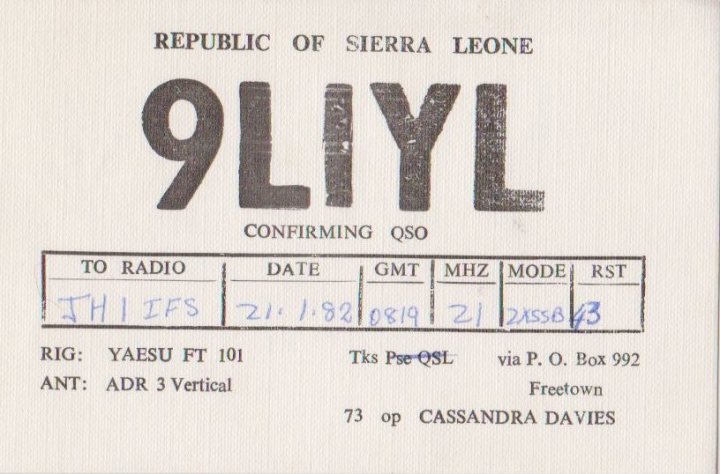 REPUBLIC OF SIERRA LEONE
9L1YL
CONFIRMING QSO
TO RADIO DATE GMT MHZ MODE RST
JH1IFS 21.1.82 0819 21 2XSSB 43
RIG: YAESU FT 101 Tks Pse QSL via P. O. Box 992
ANT: ADR 3 Vertical Freetown
73 op CASSANDRA DAVIES